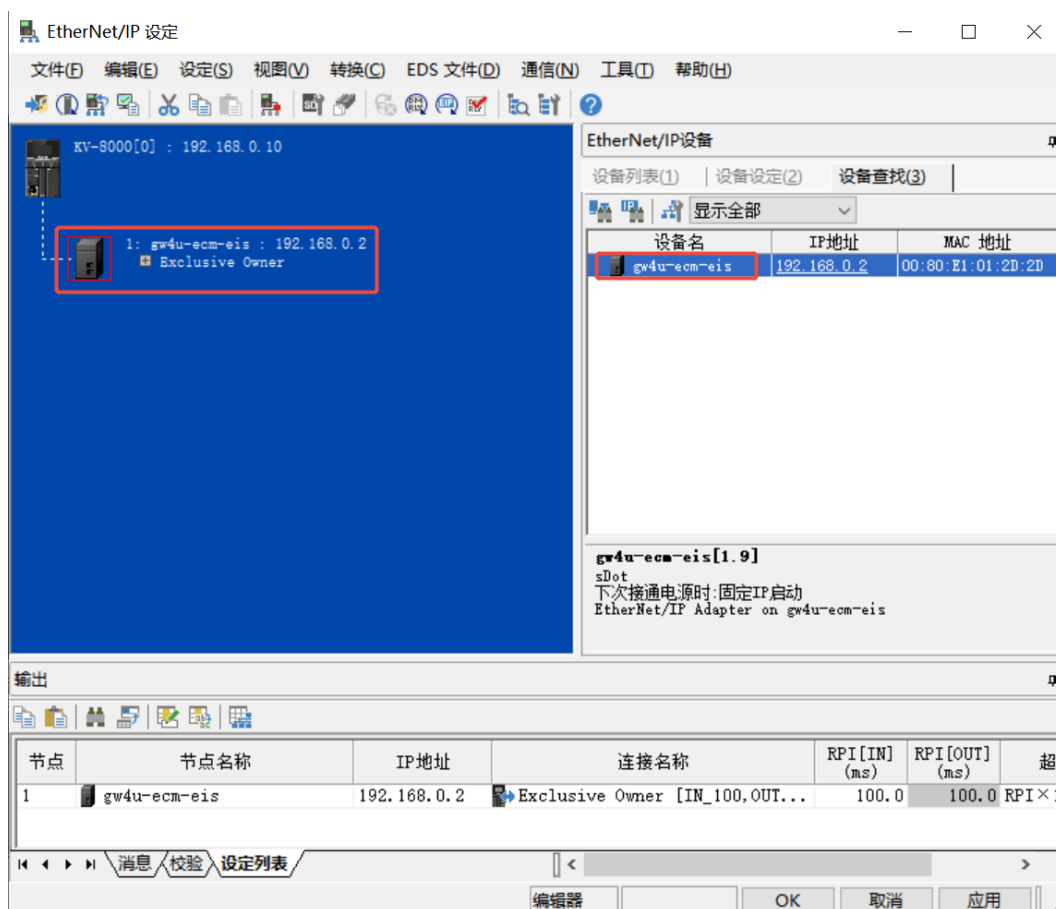 EtherNet/IP 设定
文件(F) 编辑(E) 设定(S) 视图(V) 转换(C) EDS 文件(D) 通信(N) 工具(T) 帮助(H)
KV-8000[0] : 192.168.0.10
1: gw4u-ecm-eis : 192.168.0.2
Exclusive Owner
EtherNet/IP设备
设备列表(1) 设备设定(2) 设备查找(3)
显示全部
设备名 IP地址 MAC 地址
gw4u-ecm-eis 192.168.0.2 00:80:E1:01:2D:2D
gw4u-ecm-eis[1.9]
sDot
下次接通电源时:固定IP启动
EtherNet/IP Adapter on gw4u-ecm-eis
输出
节点 节点名称 IP地址 连接名称 RPI[IN] (ms) RPI[OUT] (ms) 超
1 gw4u-ecm-eis 192.168.0.2 Exclusive Owner [IN_100,OUT... 100.0 100.0 RPI×
消息 校验 设定列表
编辑器 OK 取消 应用